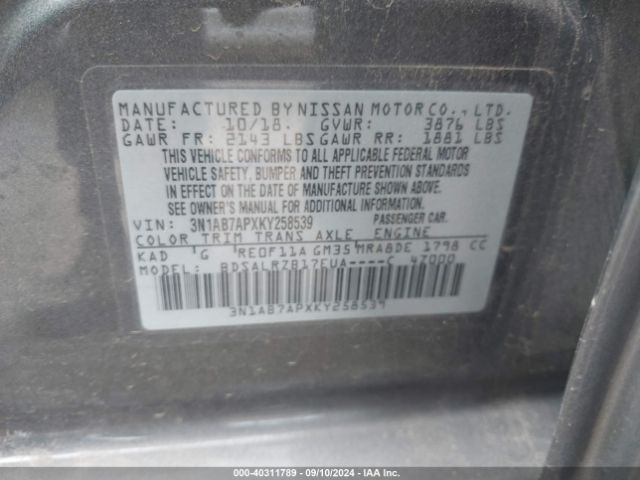 MANUFACTURED BY NISSAN MOTOR CO., LTD.
DATE: 10/18. GVWR: 3876 LBS
GAWR FR: 2143 LBS GAWR RR: 1881 LBS
THIS VEHICLE CONFORMS TO ALL APPLICABLE FEDERAL MOTOR
VEHICLE SAFETY, BUMPER AND THEFT PREVENTION STANDARDS
IN EFFECT ON THE DATE OF MANUFACTURE SHOWN ABOVE.
SEE OWNER'S MANUAL FOR ADDITIONAL INFORMATION.
VIN: 3N1AB7APXKY258539 PASSENGER CAR.
COLOR TRIM TRANS AXLE ENGINE
KAD G RE0F11A GM35 MRA8DE 1798 CC
MODEL: BDSALRZB17EUA----C 4Z000
3N1AB7APXKY258539
000-40311789 - 09/10/2024 - IAA Inc.